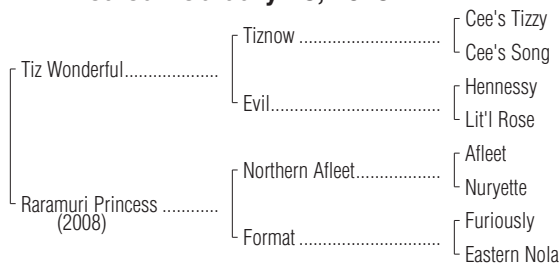 Cee's Tizzy
Tiznow
Cee's Song
Tiz Wonderful
Hennessy
Evil
Lit'l Rose
Afleet
Northern Afleet
Nuryette
Raramuri Princess
(2008)
Furiously
Format
Eastern Nola